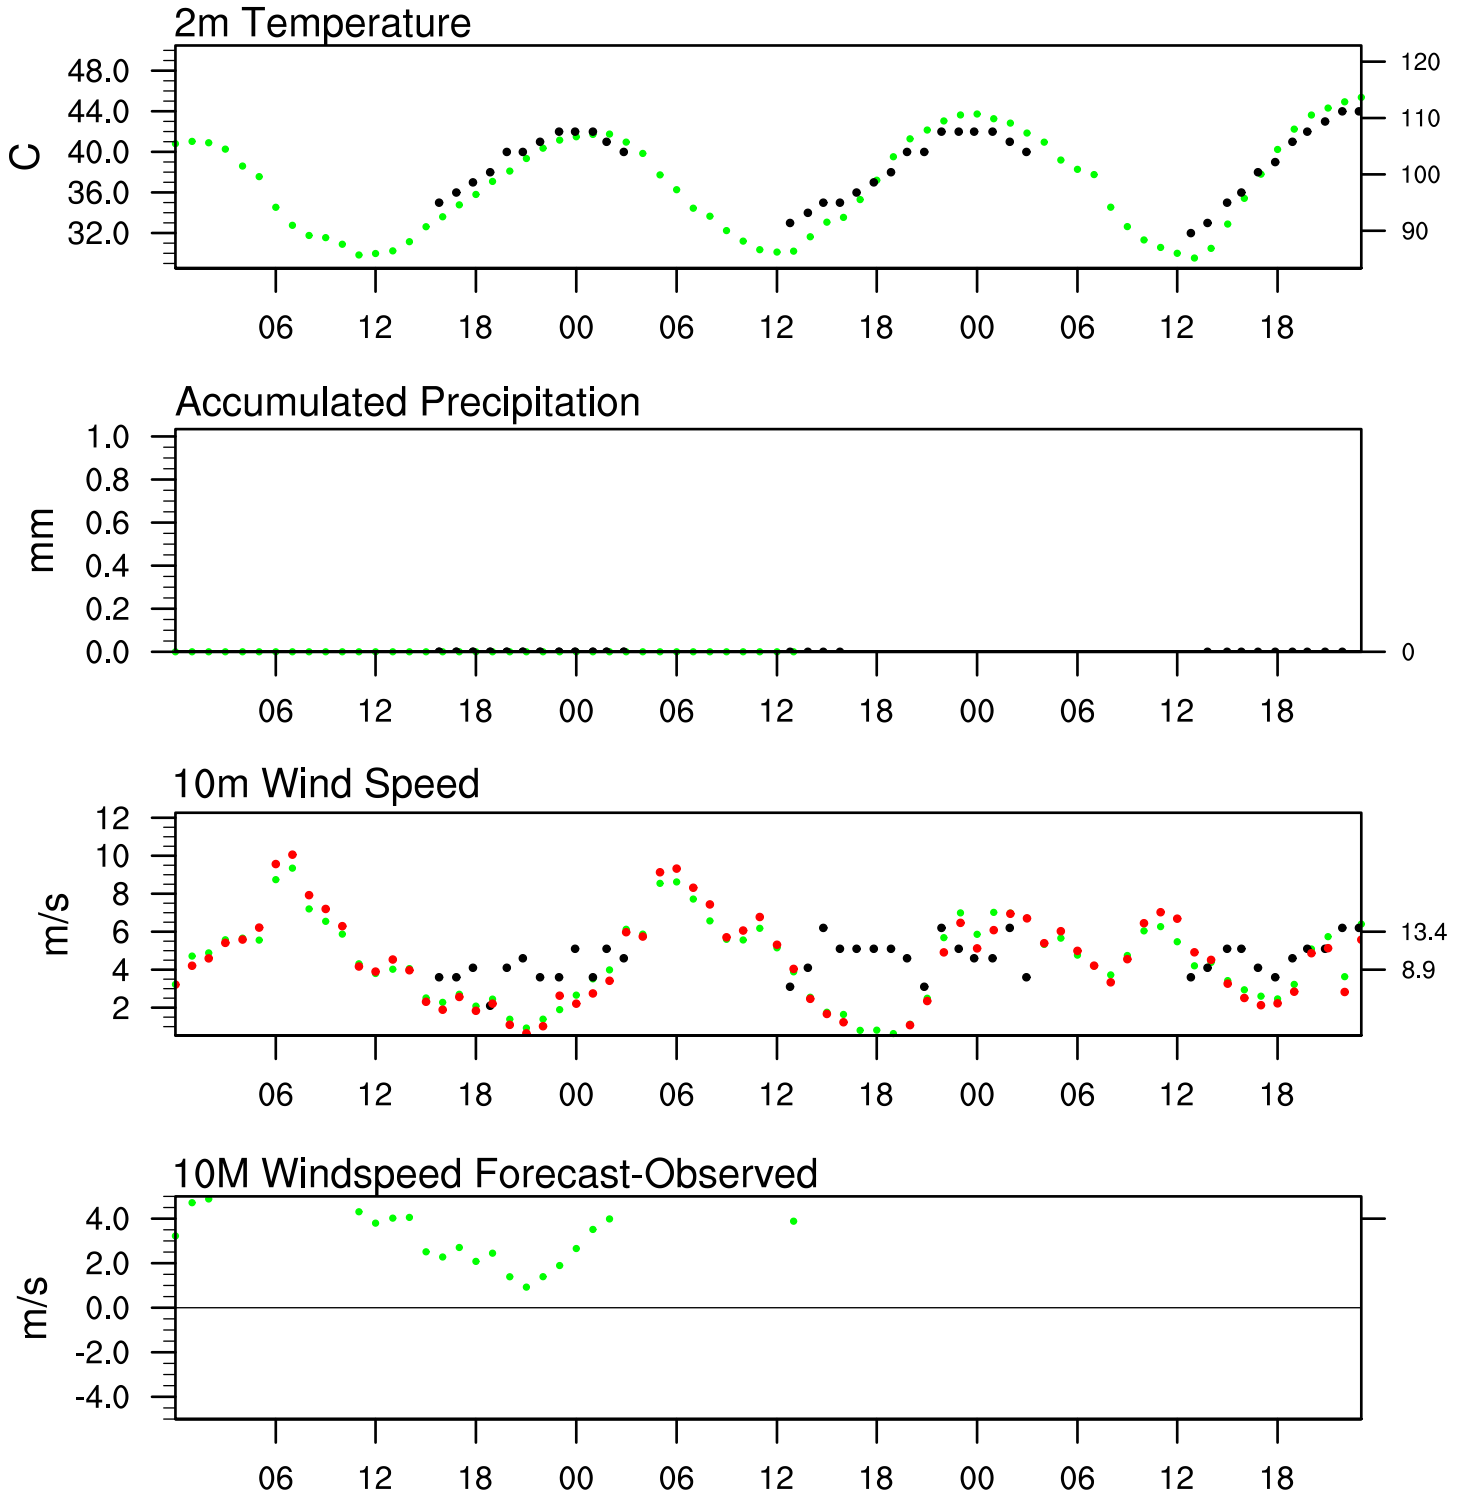 2m Temperature
48.0
44.0
40.0
36.0
32.0
C
120
110
100
90
06 12 18 00 06 12 18 00 06 12 18
Accumulated Precipitation
1.0
0.8
0.6
0.4
0.2
0.0
mm
0
06 12 18 00 06 12 18 00 06 12 18
10m Wind Speed
12
10
8
6
4
2
m/s
13.4
8.9
06 12 18 00 06 12 18 00 06 12 18
10M Windspeed Forecast-Observed
4.0
2.0
0.0
-2.0
-4.0
m/s
06 12 18 00 06 12 18 00 06 12 18